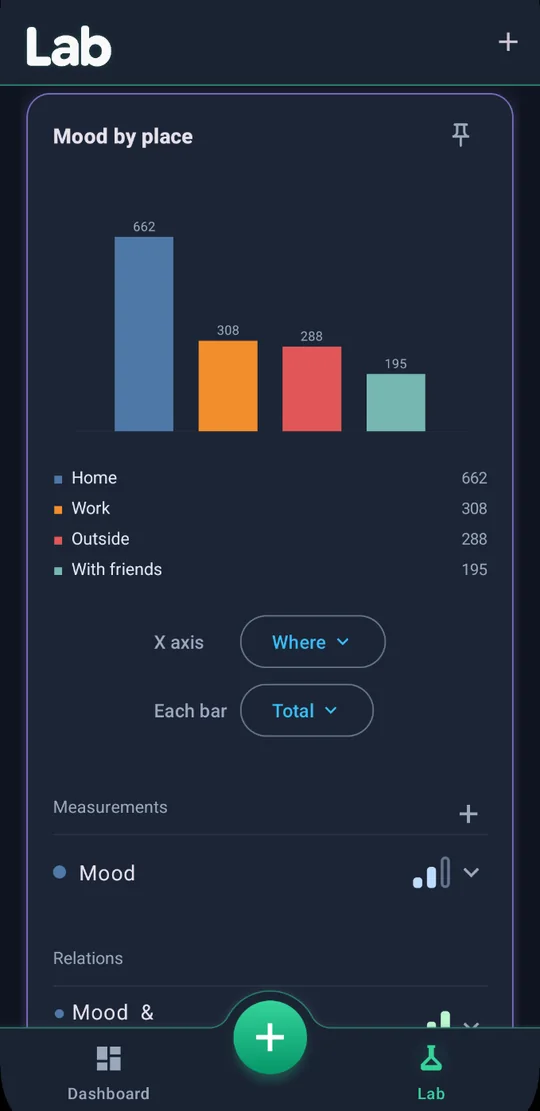 Lab
Mood by place
662
308
288
195
Home 662
Work 308
Outside 288
With friends 195
X axis Where
Each bar Total
Measurements
Mood
Relations
Mood &
Dashboard Lab